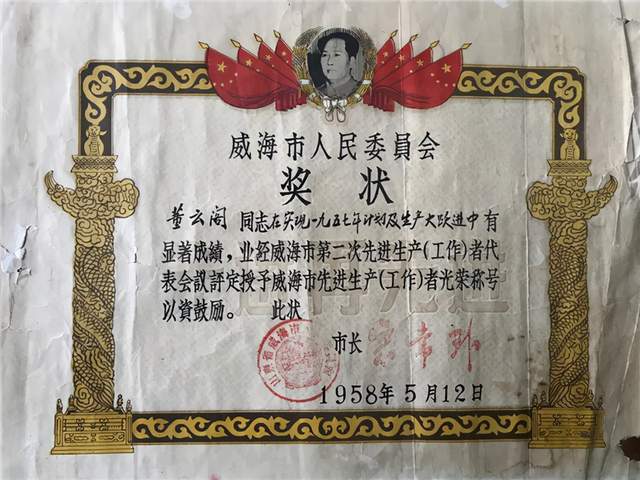 威海市人民委員会
奖状
董云阁 同志在实现一九五七年计划及生产大跃进中有
显著成績，业經威海市第二次先进生产(工作)者代
表会議評定授予威海市先进生产(工作)者光荣称号
以資鼓励。 此状
市长
1958年5月12日